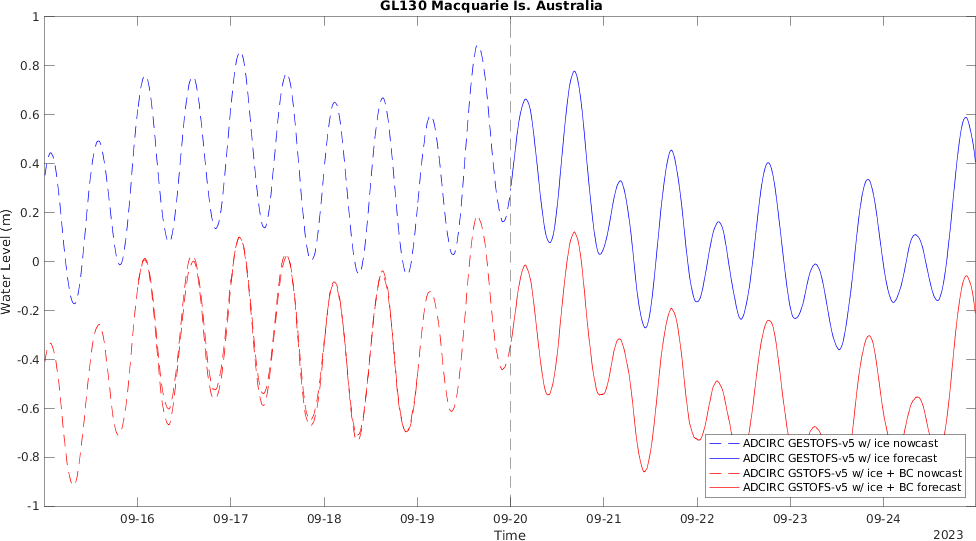 GL130 Macquarie Is. Australia
Water Level (m)
1
0.8
0.6
0.4
0.2
0
-0.2
-0.4
-0.6
-0.8
-1
ADCIRC GESTOFS-v5 w/ ice nowcast
ADCIRC GESTOFS-v5 w/ ice forecast
ADCIRC GSTOFS-v5 w/ ice + BC nowcast
ADCIRC GSTOFS-v5 w/ ice + BC forecast
09-16 09-17 09-18 09-19 09-20 09-21 09-22 09-23 09-24
Time
2023